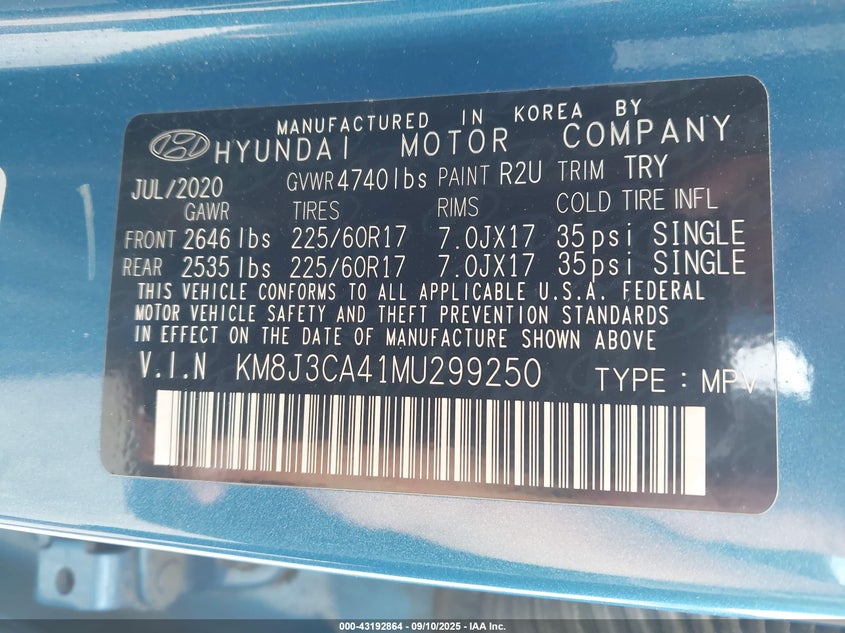 MANUFACTURED IN KOREA BY
HYUNDAI MOTOR COMPANY
JUL/2020 GVWR 4740lbs PAINT R2U TRIM TRY
GAWR TIRES RIMS COLD TIRE INFL
FRONT 2646 lbs 225/60R17 7.0JX17 35psi SINGLE
REAR 2535 lbs 225/60R17 7.0JX17 35psi SINGLE
THIS VEHICLE CONFORMS TO ALL APPLICABLE U.S.A. FEDERAL
MOTOR VEHICLE SAFETY AND THEFT PREVENTION STANDARDS
IN EFFECT ON THE DATE OF MANUFACTURE SHOWN ABOVE
V.I.N KM8J3CA41MU299250 TYPE : MPV
000-43192864 - 09/10/2025 - IAA Inc.